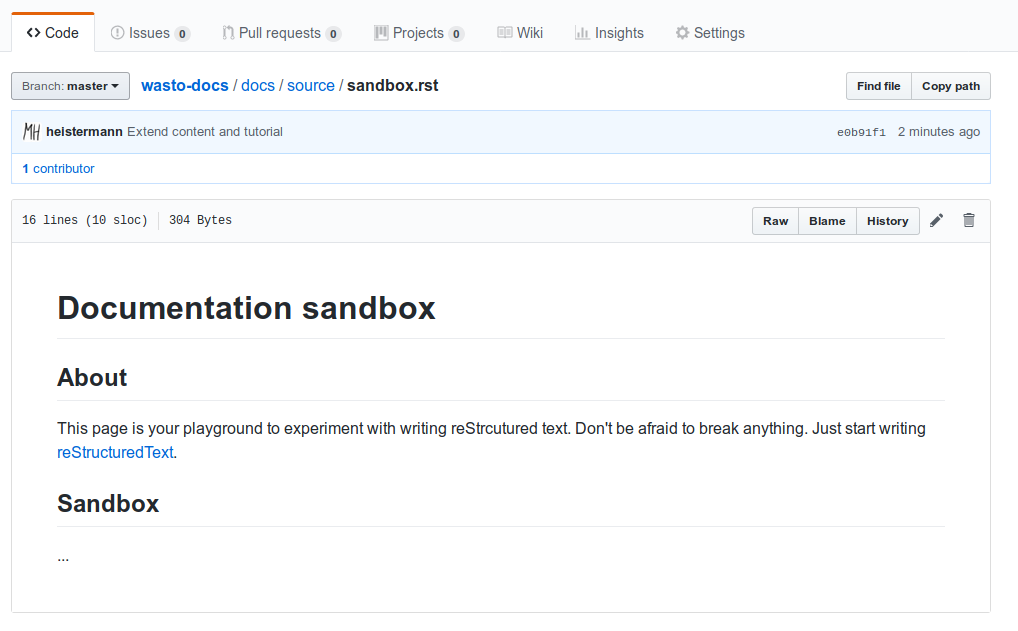 Code Issues 0 Pull requests 0 Projects 0 Wiki Insights Settings
Branch: master wasto-docs / docs / source / sandbox.rst Find file Copy path
MH heistermann Extend content and tutorial e0b91f1 2 minutes ago
1 contributor
16 lines (10 sloc) 304 Bytes Raw Blame History
Documentation sandbox
About
This page is your playground to experiment with writing reStrcutured text. Don't be afraid to break anything. Just start writing
reStructuredText.
Sandbox
...